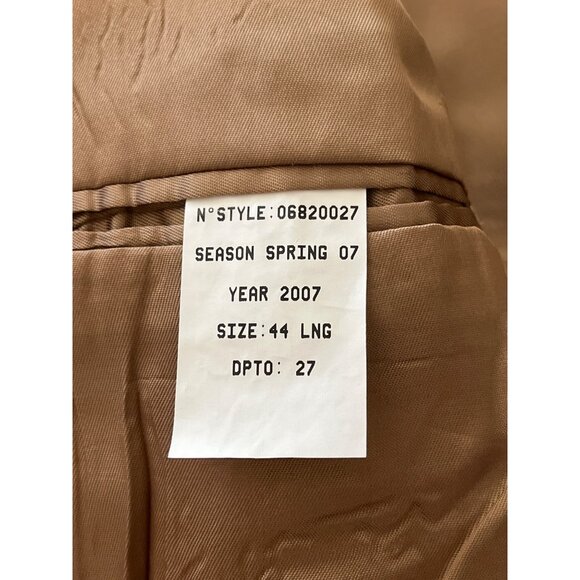 N°STYLE:06820027
SEASON SPRING 07
YEAR 2007
SIZE:44 LNG
DPTO: 27